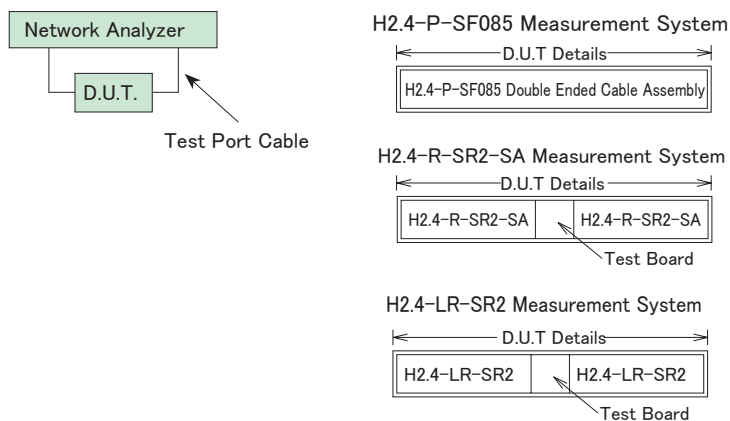 Network Analyzer
D.U.T.
Test Port Cable
H2.4-P-SF085 Measurement System
D.U.T Details
H2.4-P-SF085 Double Ended Cable Assembly
H2.4-R-SR2-SA Measurement System
D.U.T Details
H2.4-R-SR2-SA H2.4-R-SR2-SA
Test Board
H2.4-LR-SR2 Measurement System
D.U.T Details
H2.4-LR-SR2 H2.4-LR-SR2
Test Board